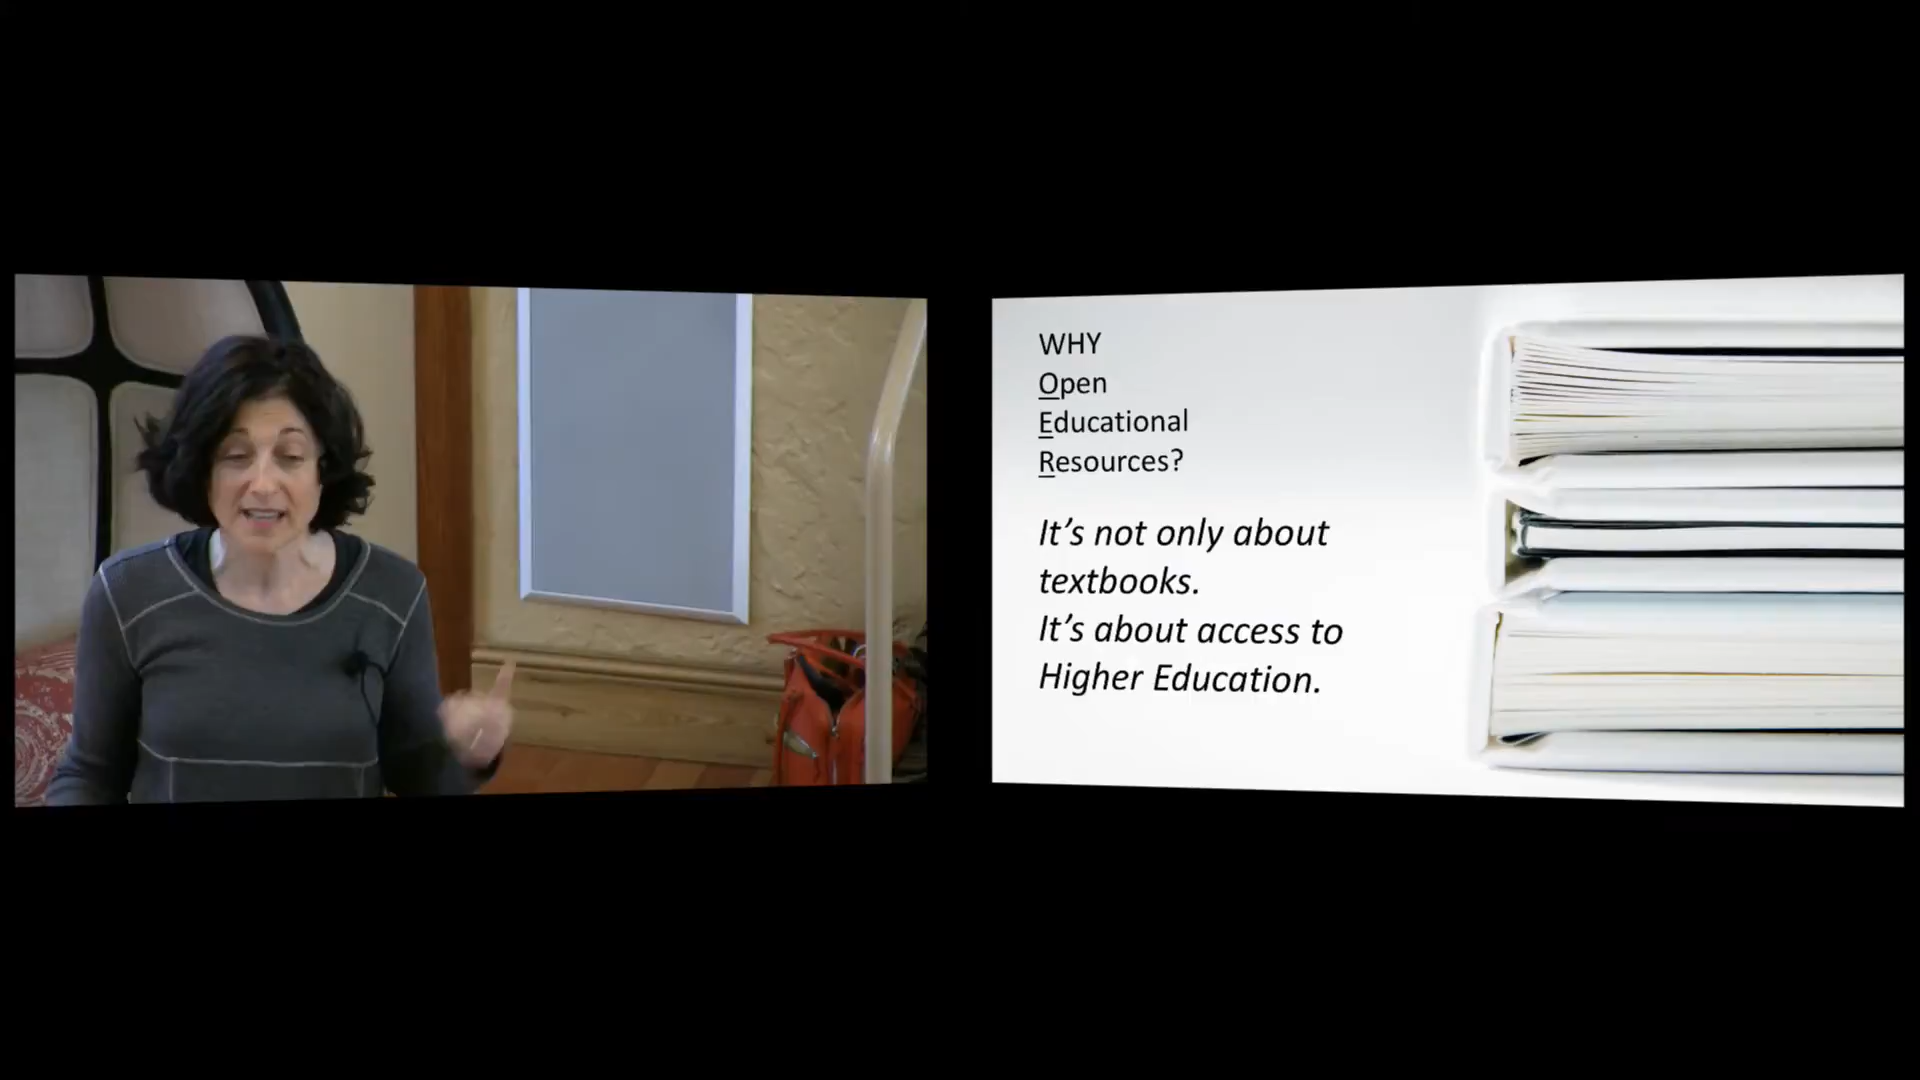 WHY
Open
Educational
Resources?
It's not only about
textbooks.
It's about access to
Higher Education.